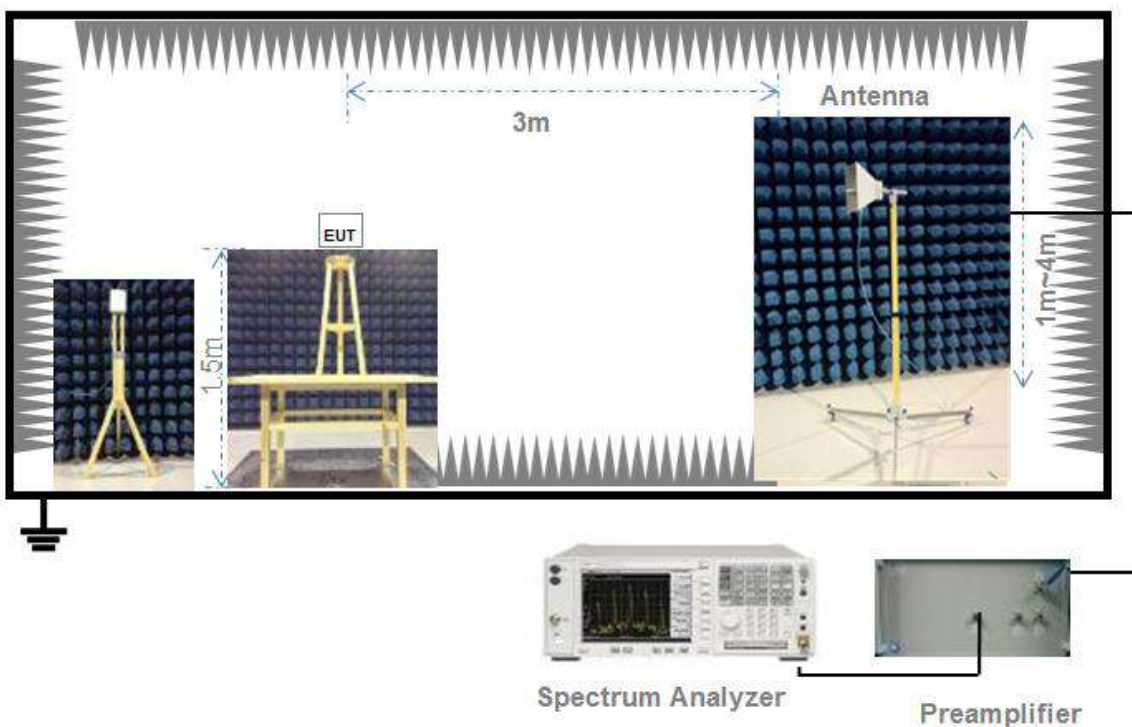 Antenna
3m
EUT
1.5m
1m~4m
Spectrum Analyzer
Preamplifier